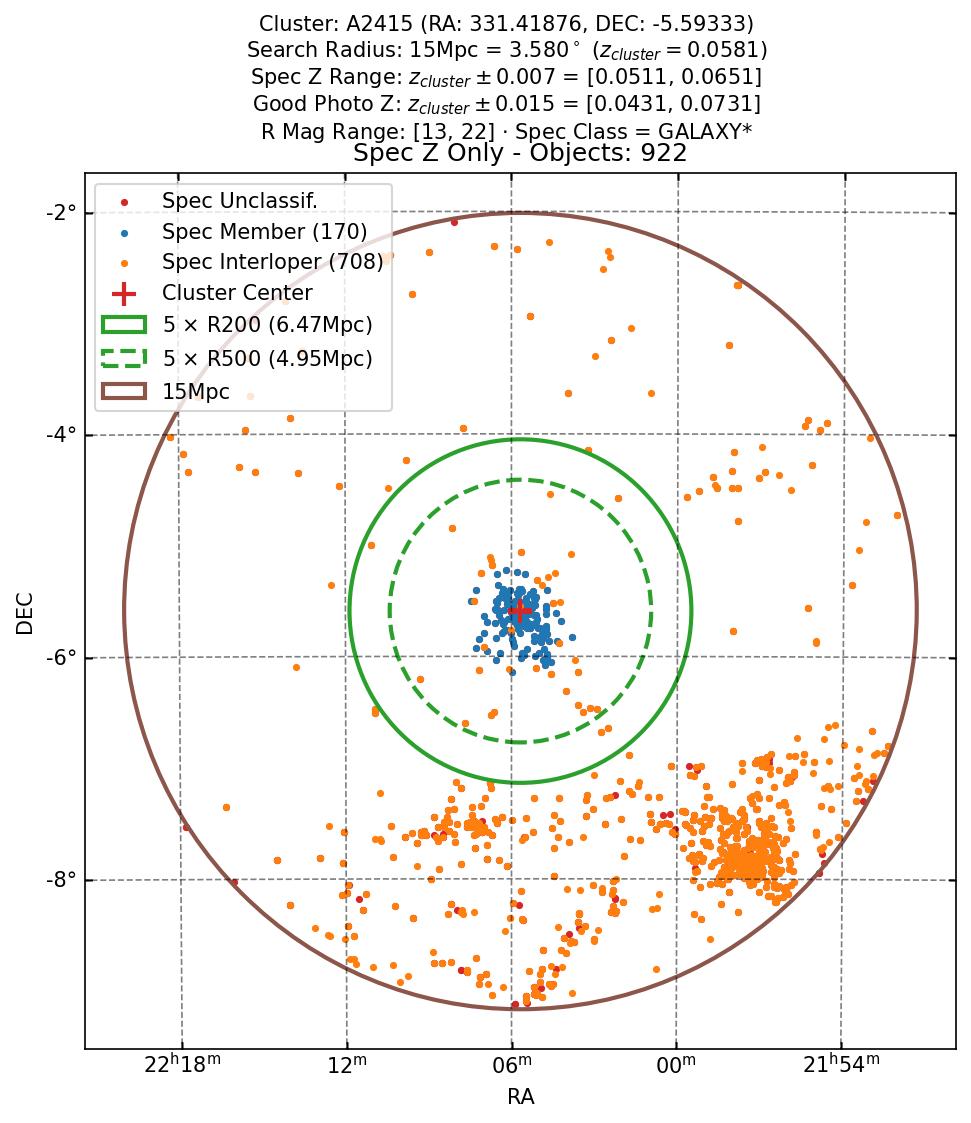 Cluster: A2415 (RA: 331.41876, DEC: -5.59333)
Search Radius: 15Mpc = 3.580° (z_cluster = 0.0581)
Spec Z Range: z_cluster ± 0.007 = [0.0511, 0.0651]
Good Photo Z: z_cluster ± 0.015 = [0.0431, 0.0731]
R Mag Range: [13, 22] · Spec Class = GALAXY*
Spec Z Only - Objects: 922
Spec Unclassif.
Spec Member (170)
Spec Interloper (708)
Cluster Center
5 × R200 (6.47Mpc)
5 × R500 (4.95Mpc)
15Mpc
-2°
-4°
-6°
-8°
DEC
22ʰ18ᵐ 12ᵐ 06ᵐ 00ᵐ 21ʰ54ᵐ
RA